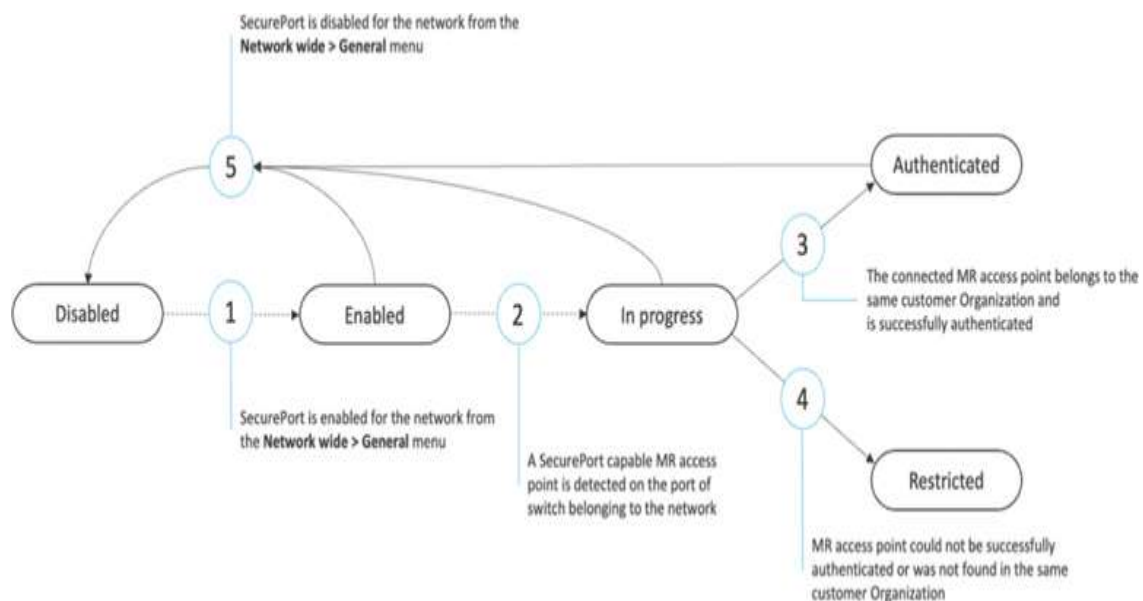 SecurePort is disabled for the network from the
Network wide > General menu
5
Authenticated
3
The connected MR access point belongs to the
same customer Organization and
is successfully authenticated
Disabled
1
Enabled
2
In progress
4
SecurePort is enabled for the network from
the Network wide > General menu
A SecurePort capable MR access
point is detected on the port of
switch belonging to the network
Restricted
MR access point could not be successfully
authenticated or was not found in the same
customer Organization